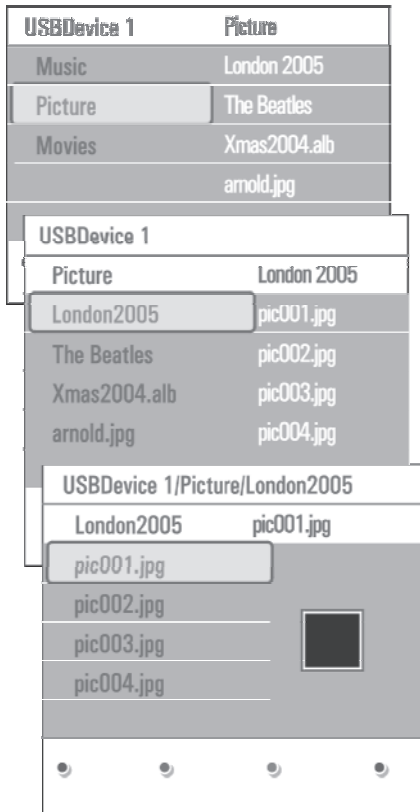 USBDevice 1 Picture
Music London 2005
Picture The Beatles
Movies Xmas2004.alb
arnold.jpg
USBDevice 1
Picture London 2005
London2005 pic001.jpg
The Beatles pic002.jpg
Xmas2004.alb pic003.jpg
arnold.jpg pic004.jpg
USBDevice 1/Picture/London2005
London2005 pic001.jpg
pic001.jpg
pic002.jpg
pic003.jpg
pic004.jpg